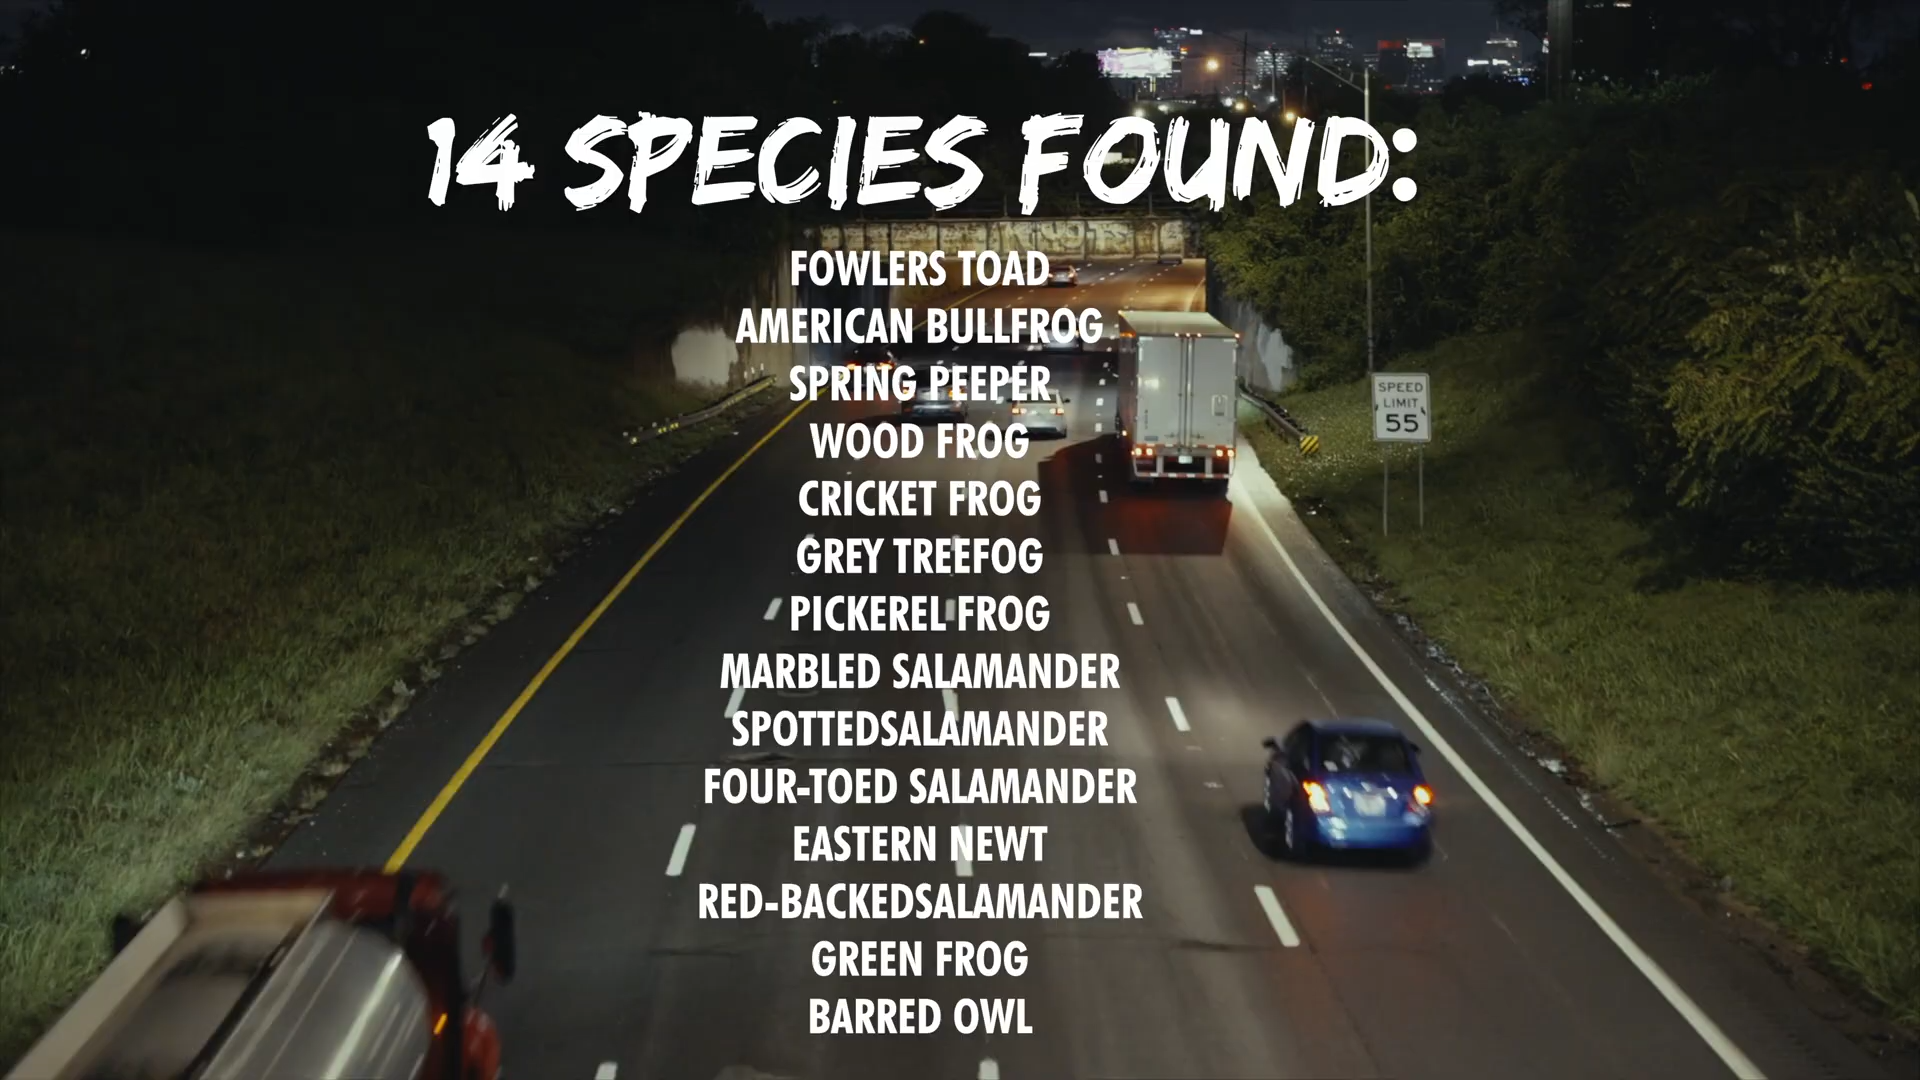 14 SPECIES FOUND:
FOWLERS TOAD
AMERICAN BULLFROG
SPRING PEEPER
WOOD FROG
CRICKET FROG
GREY TREEFOG
PICKEREL FROG
MARBLED SALAMANDER
SPOTTEDSALAMANDER
FOUR-TOED SALAMANDER
EASTERN NEWT
RED-BACKEDSALAMANDER
GREEN FROG
BARRED OWL
SPEED
LIMIT
55